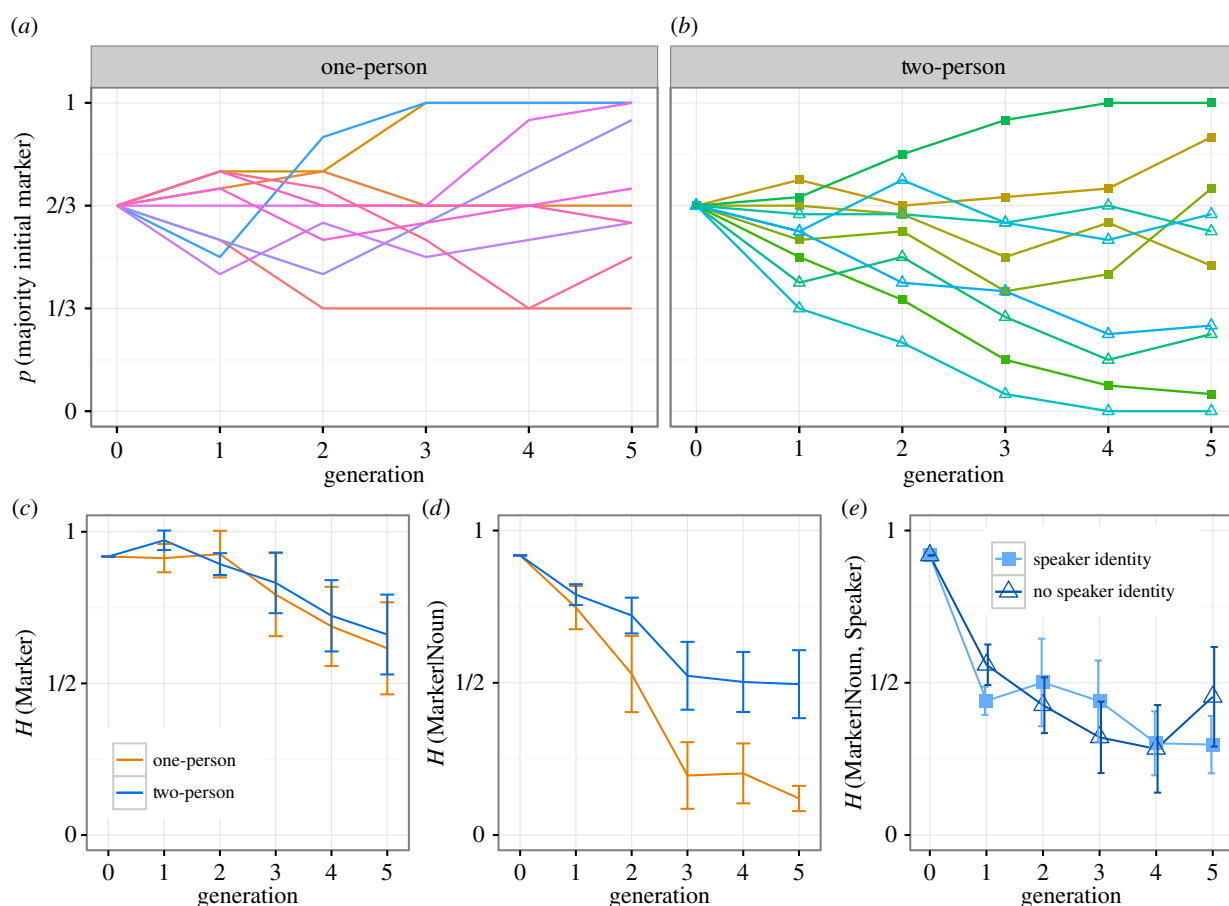 (a)
(b)
one-person
two-person
p (majority initial marker)
1
2/3
1/3
0
0 1 2 3 4 5
generation
0 1 2 3 4 5
generation
(c)
H (Marker)
1
1/2
0
one-person
two-person
0 1 2 3 4 5
generation
(d)
H (Marker|Noun)
1
1/2
0
0 1 2 3 4 5
generation
(e)
H (Marker|Noun, Speaker)
1
1/2
0
speaker identity
no speaker identity
0 1 2 3 4 5
generation